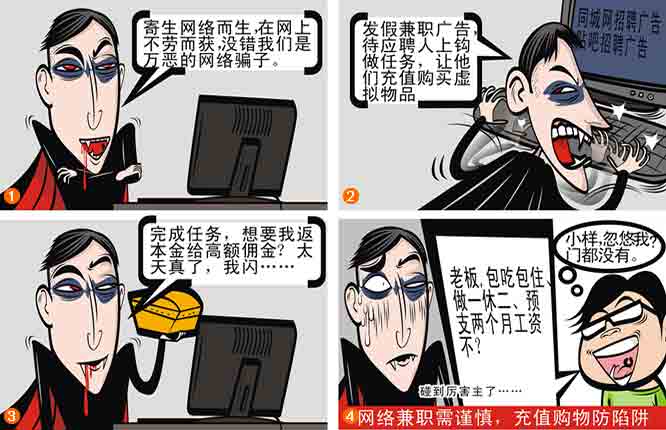 寄生网络而生,在网上
不劳而获,没错我们是
万恶的网络骗子。
1
发假兼职广告,
待应聘人上钩
做任务，让他
们充值购买虚
拟物品
同城网招聘广告
贴吧招聘广告
2
完成任务，想要我返
本金给高额佣金？太
天真了，我闪……
3
小样,忽悠我?
门都没有。
老板,包吃包住、
做一休二、预
支两个月工资
不?
碰到厉害主了……
4 网络兼职需谨慎，充值购物防陷阱